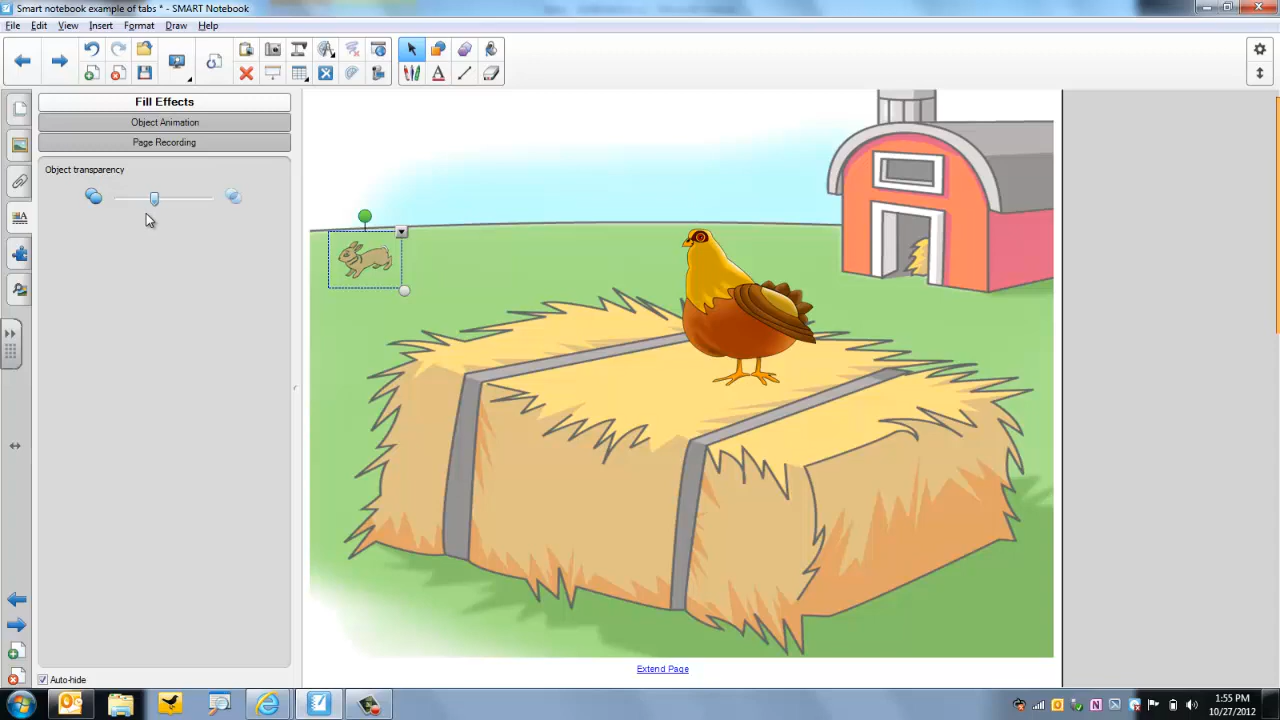 Smart notebook example of tabs * - SMART Notebook
File Edit View Insert Format Draw Help
Fill Effects
Object Animation
Page Recording
Object transparency
Extend Page
Auto-hide
1:55 PM
10/27/2012